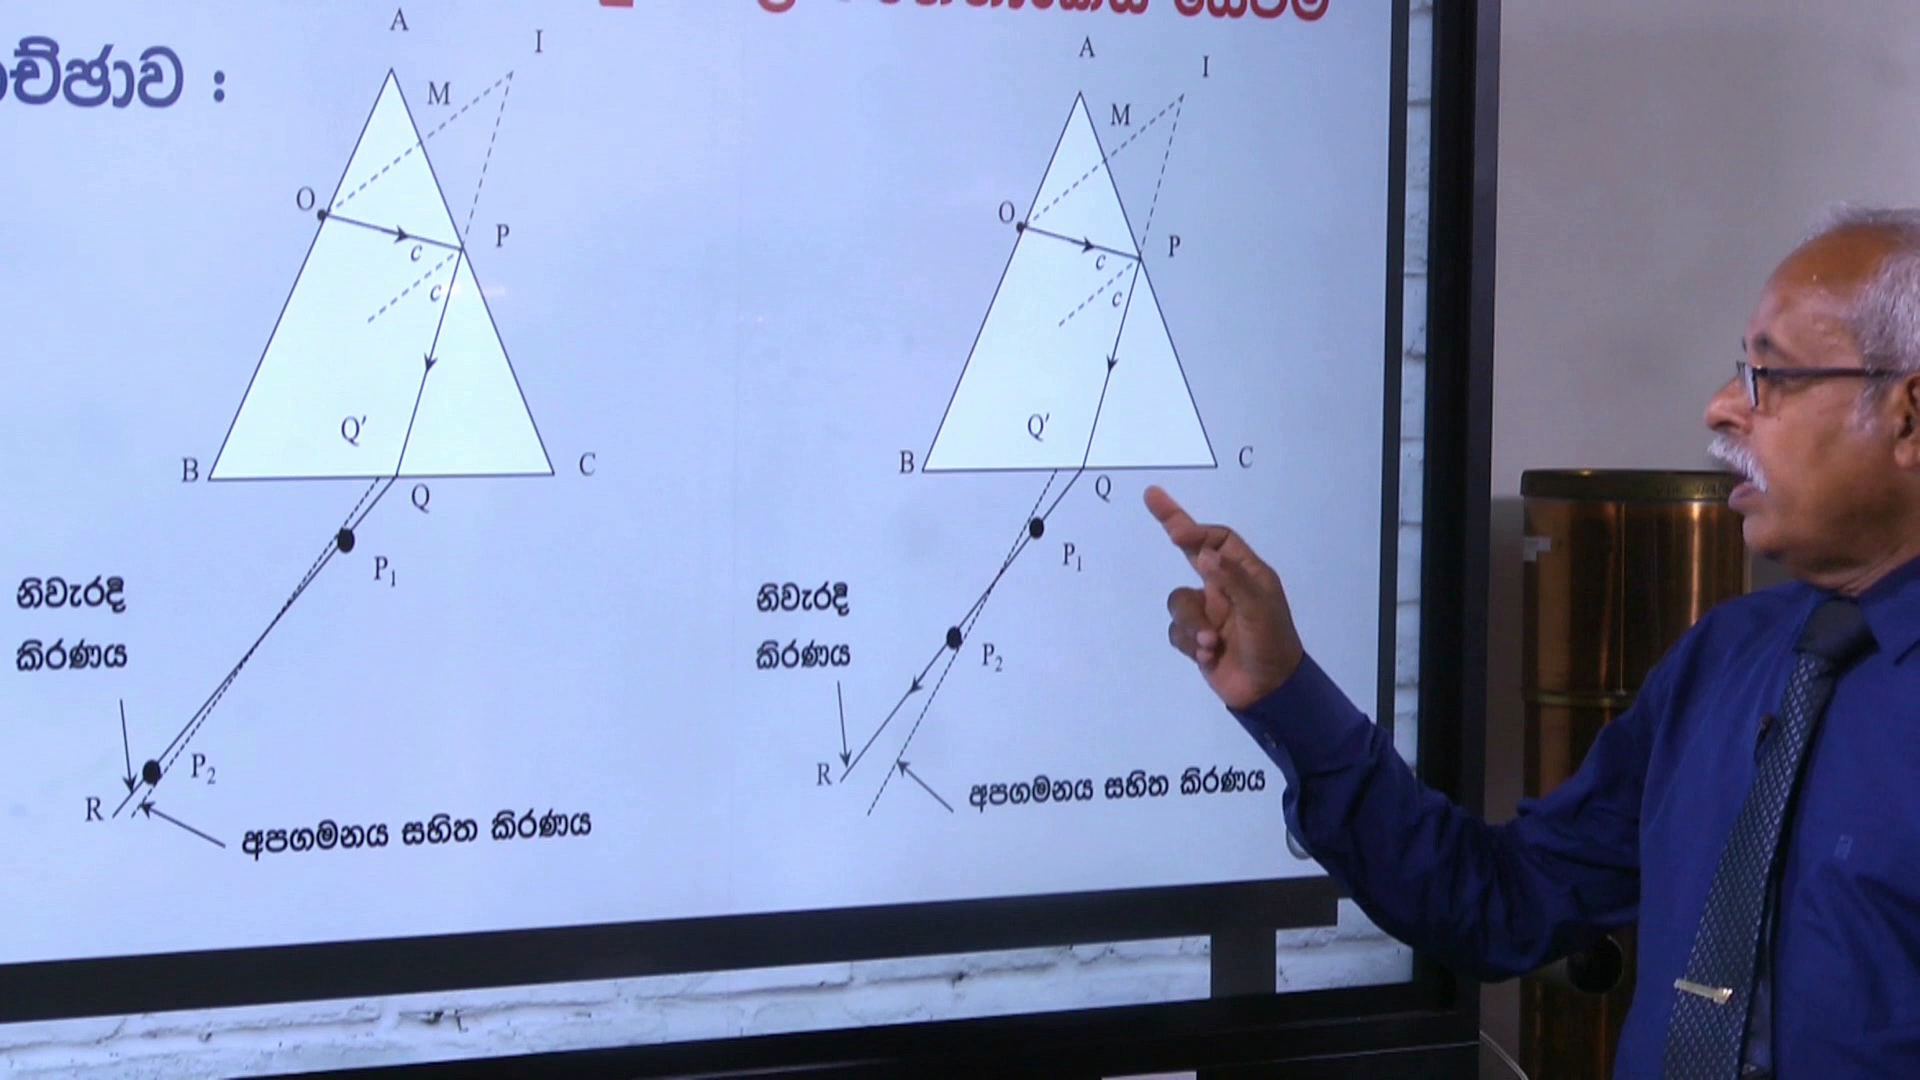 සෙවීම
ච්ඡාව :
A
I
M
O
P
c
c
Q′
B
C
Q
P₁
නිවැරදි
කිරණය
P₂
R
අපගමනය සහිත කිරණය
A
I
M
O
P
c
c
Q′
B
C
Q
P₁
නිවැරදි
කිරණය
P₂
R
අපගමනය සහිත කිරණය